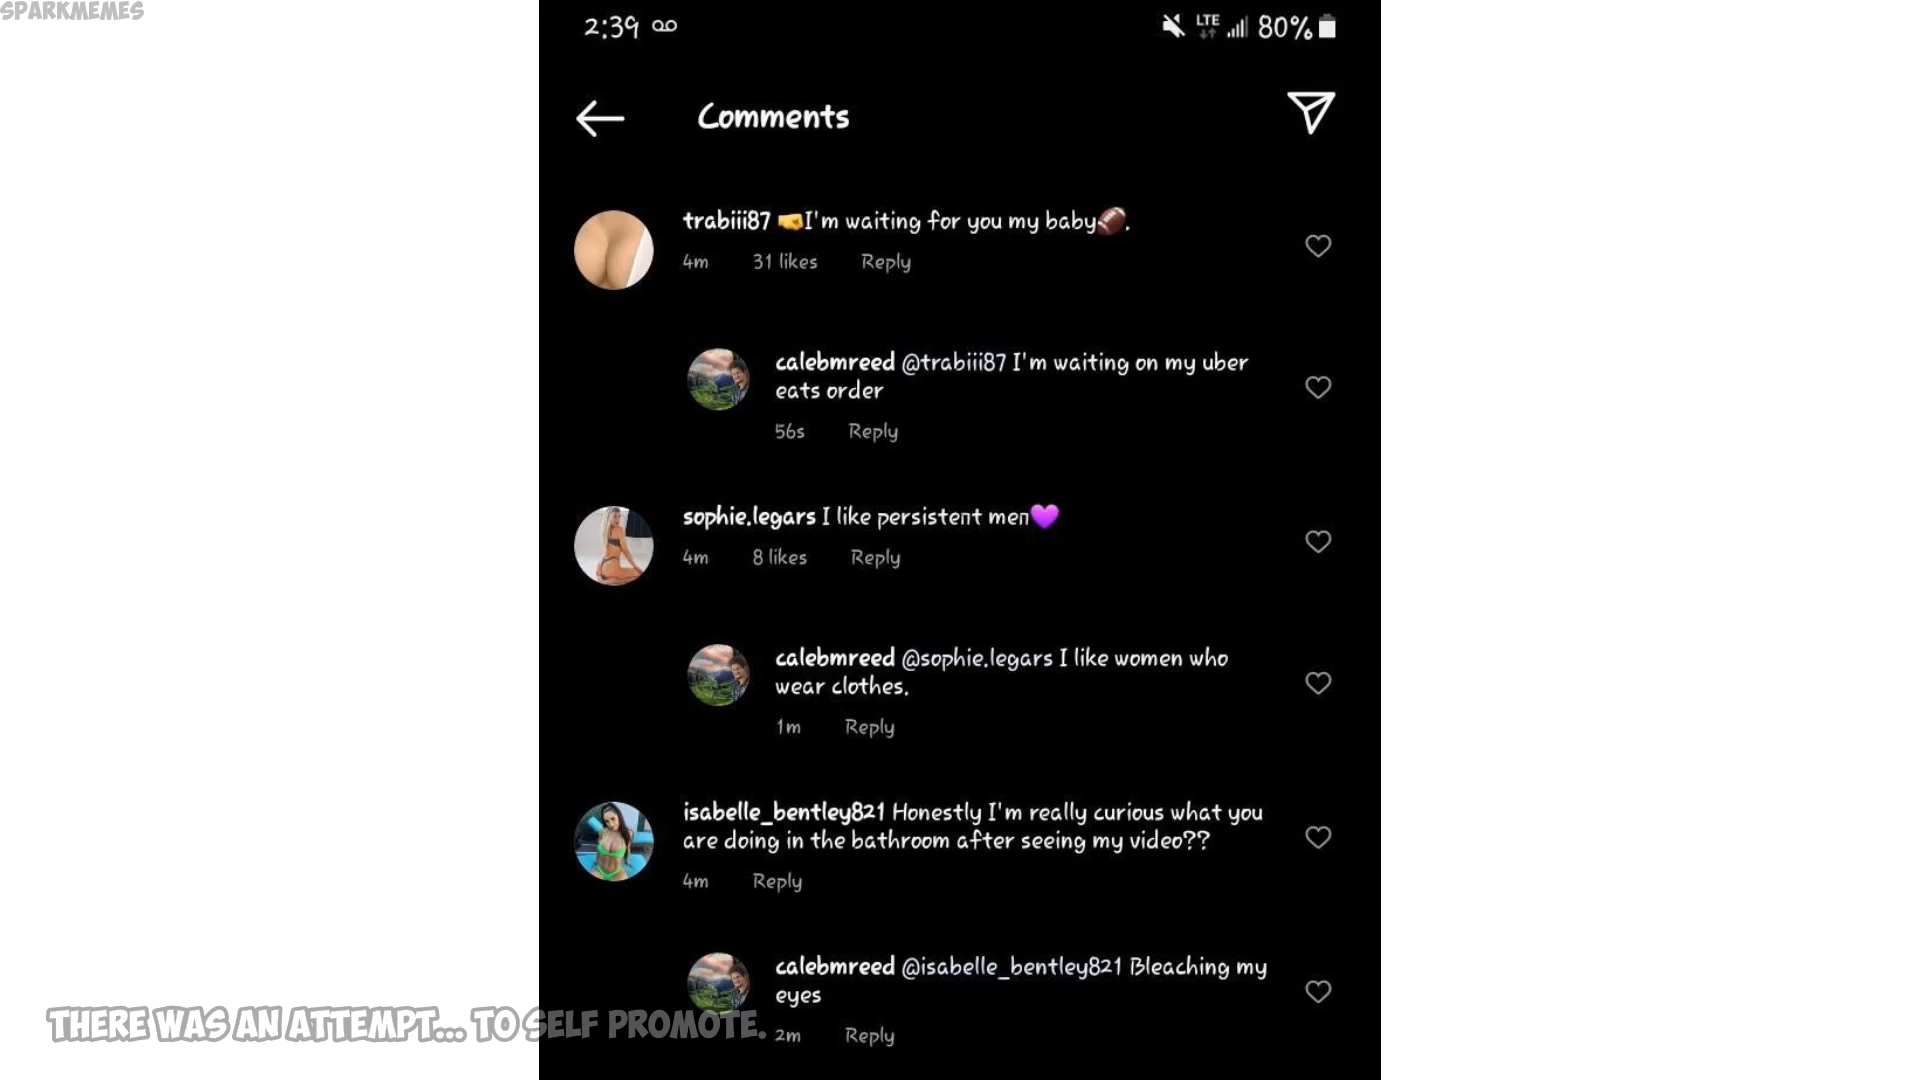 SPARKMEMES
2:39
LTE 80%
Comments
trabiii87 🤜I'm waiting for you my baby🏈.
4m 31 likes Reply
calebmreed @trabiii87 I'm waiting on my uber
eats order
56s Reply
sophie.legars I like persisteпt meп💜
4m 8 likes Reply
calebmreed @sophie.legars I like women who
wear clothes.
1m Reply
isabelle_bentley821 Honestly I'm really curious what you
are doing in the bathroom after seeing my video??
4m Reply
calebmreed @isabelle_bentley821 Bleaching my
eyes
2m Reply
THERE WAS AN ATTEMPT... TO SELF PROMOTE.